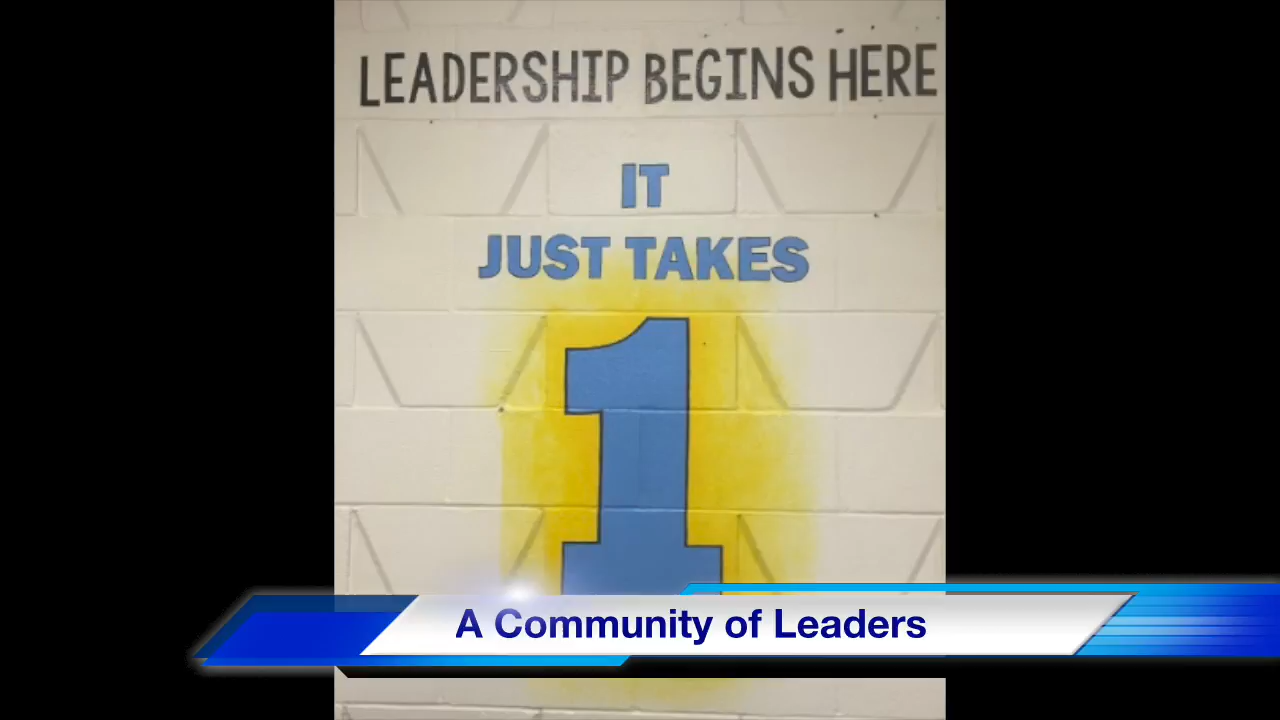 LEADERSHIP BEGINS HERE
IT
JUST TAKES
1
A Community of Leaders